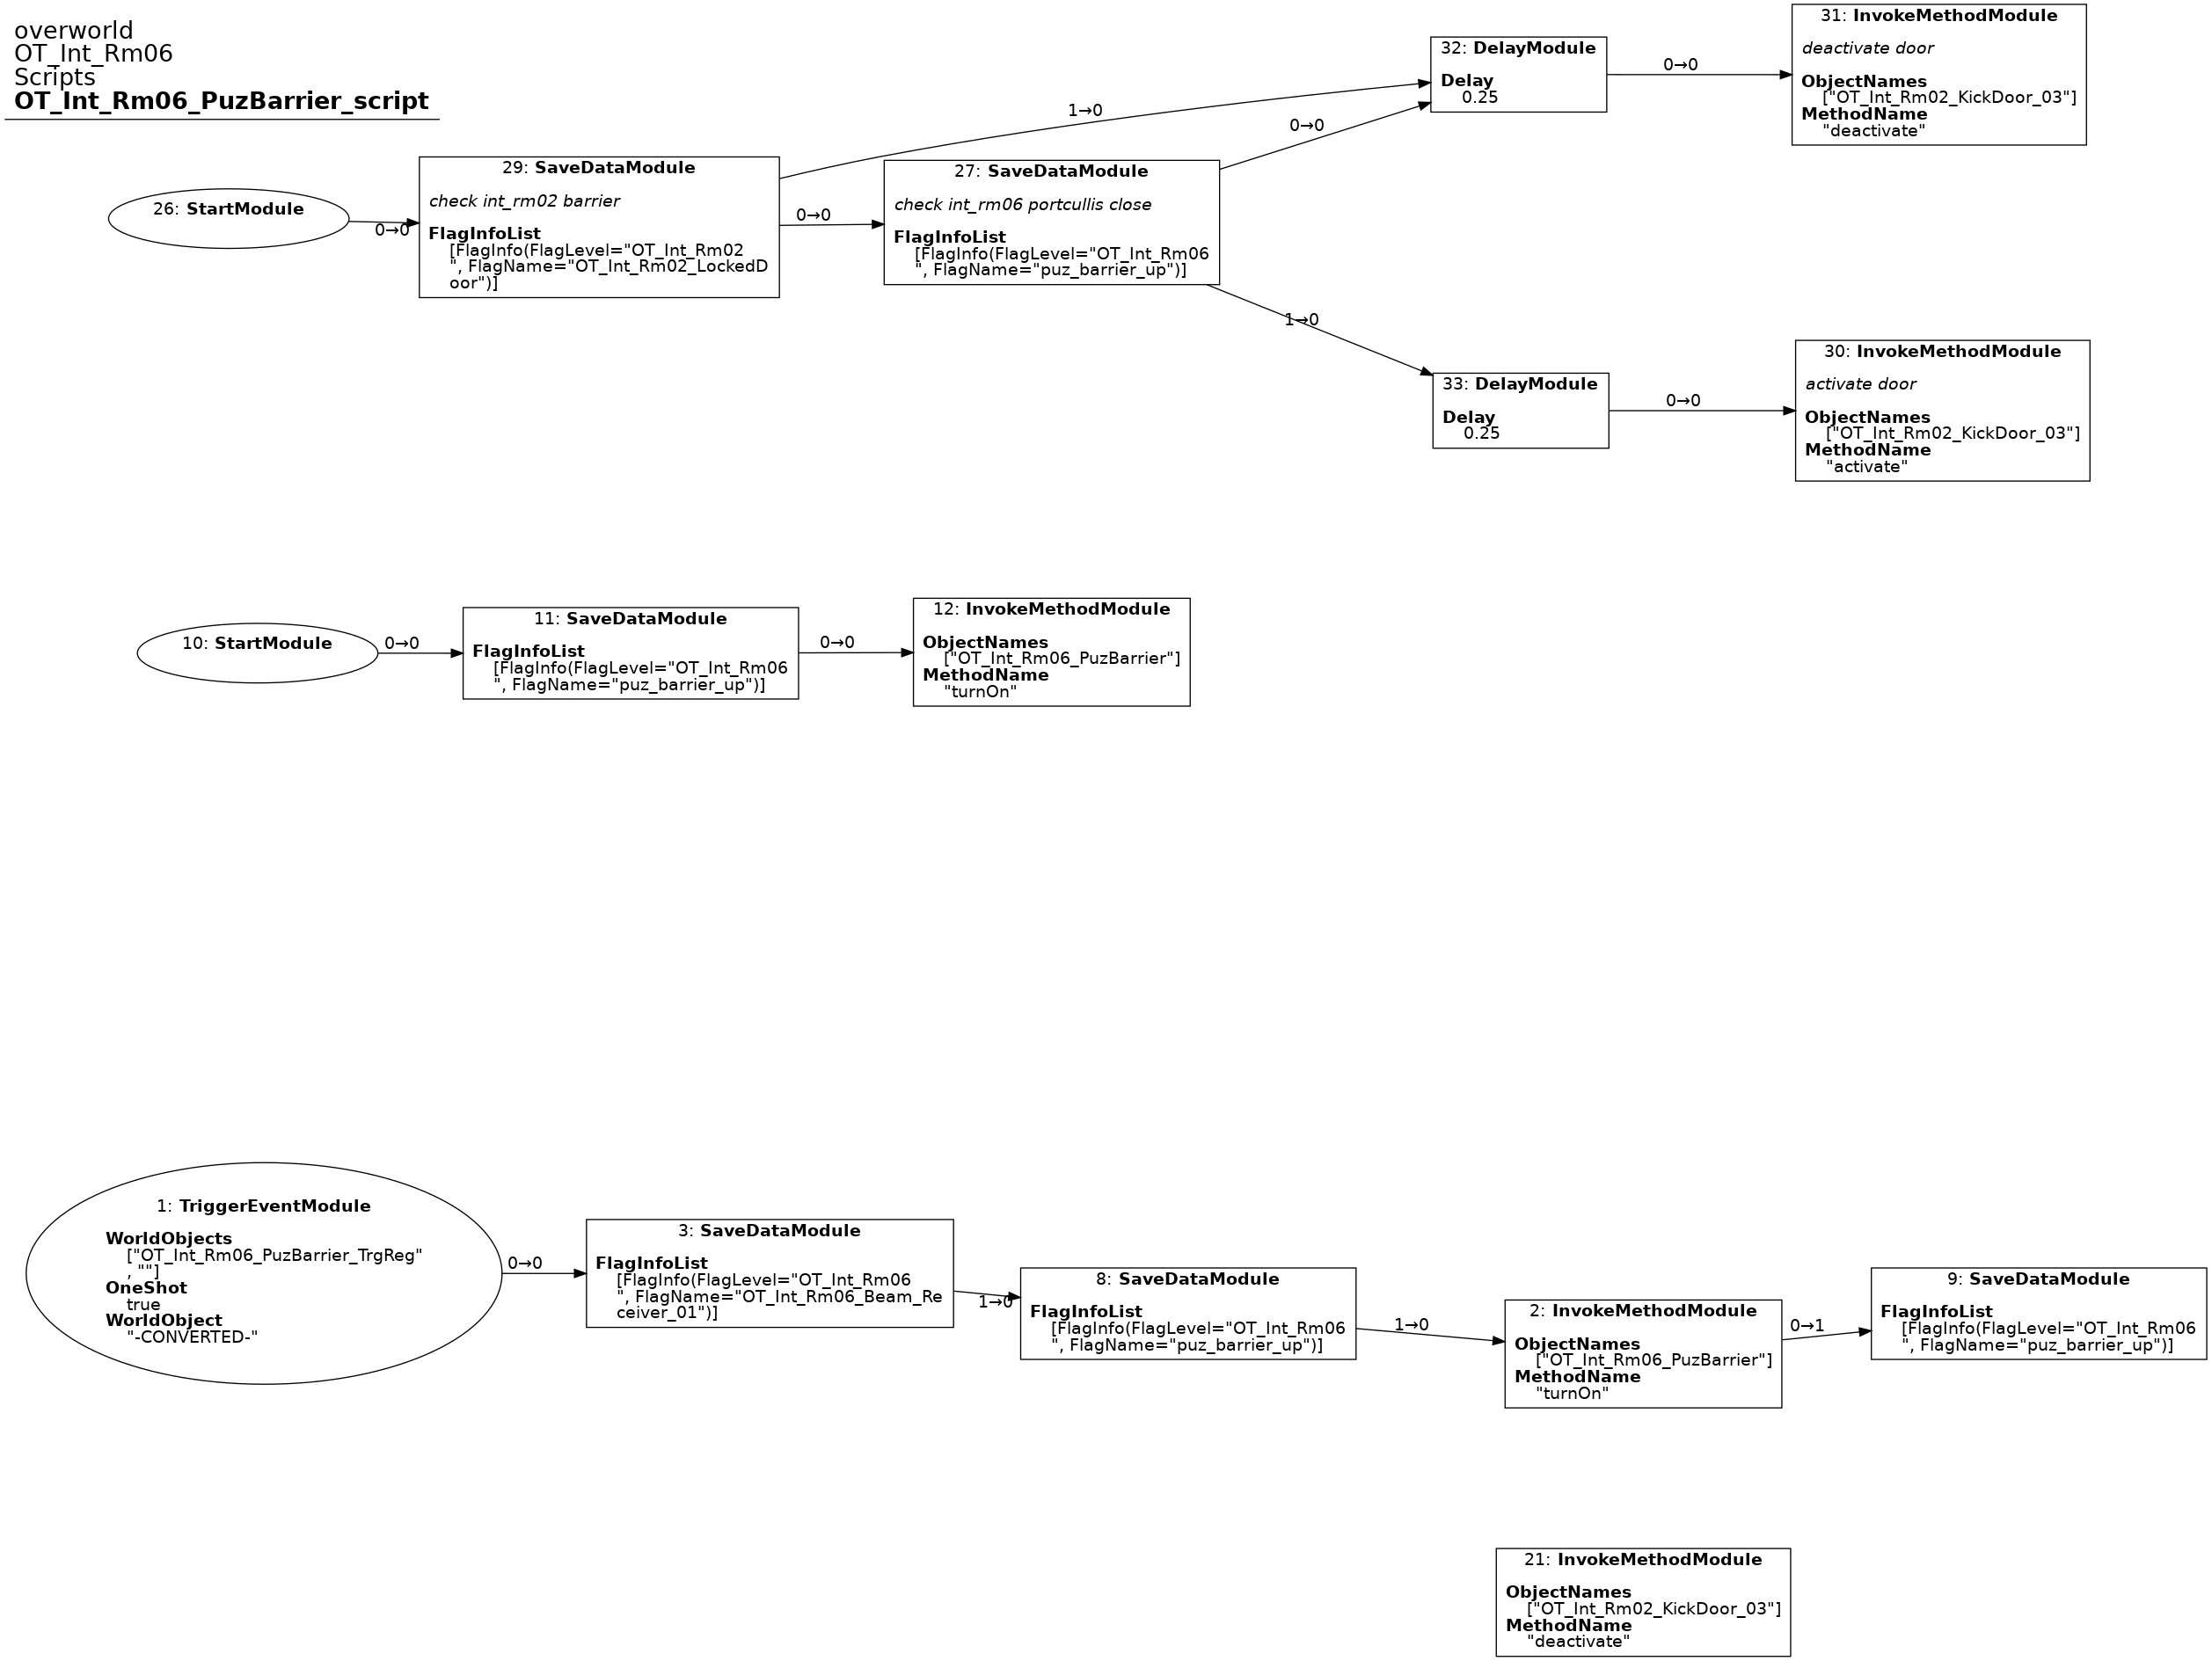 overworld
OT_Int_Rm06
Scripts
OT_Int_Rm06_PuzBarrier_script
26: StartModule
0→0
29: SaveDataModule
check int_rm02 barrier
FlagInfoList
[FlagInfo(FlagLevel="OT_Int_Rm02
", FlagName="OT_Int_Rm02_LockedD
oor")]
1→0
0→0
27: SaveDataModule
check int_rm06 portcullis close
FlagInfoList
[FlagInfo(FlagLevel="OT_Int_Rm06
", FlagName="puz_barrier_up")]
0→0
1→0
32: DelayModule
Delay
0.25
0→0
31: InvokeMethodModule
deactivate door
ObjectNames
["OT_Int_Rm02_KickDoor_03"]
MethodName
"deactivate"
33: DelayModule
Delay
0.25
0→0
30: InvokeMethodModule
activate door
ObjectNames
["OT_Int_Rm02_KickDoor_03"]
MethodName
"activate"
10: StartModule
0→0
11: SaveDataModule
FlagInfoList
[FlagInfo(FlagLevel="OT_Int_Rm06
", FlagName="puz_barrier_up")]
0→0
12: InvokeMethodModule
ObjectNames
["OT_Int_Rm06_PuzBarrier"]
MethodName
"turnOn"
1: TriggerEventModule
WorldObjects
["OT_Int_Rm06_PuzBarrier_TrgReg"
, ""]
OneShot
true
WorldObject
"-CONVERTED-"
0→0
3: SaveDataModule
FlagInfoList
[FlagInfo(FlagLevel="OT_Int_Rm06
", FlagName="OT_Int_Rm06_Beam_Re
ceiver_01")]
1→0
8: SaveDataModule
FlagInfoList
[FlagInfo(FlagLevel="OT_Int_Rm06
", FlagName="puz_barrier_up")]
1→0
2: InvokeMethodModule
ObjectNames
["OT_Int_Rm06_PuzBarrier"]
MethodName
"turnOn"
0→1
9: SaveDataModule
FlagInfoList
[FlagInfo(FlagLevel="OT_Int_Rm06
", FlagName="puz_barrier_up")]
21: InvokeMethodModule
ObjectNames
["OT_Int_Rm02_KickDoor_03"]
MethodName
"deactivate"